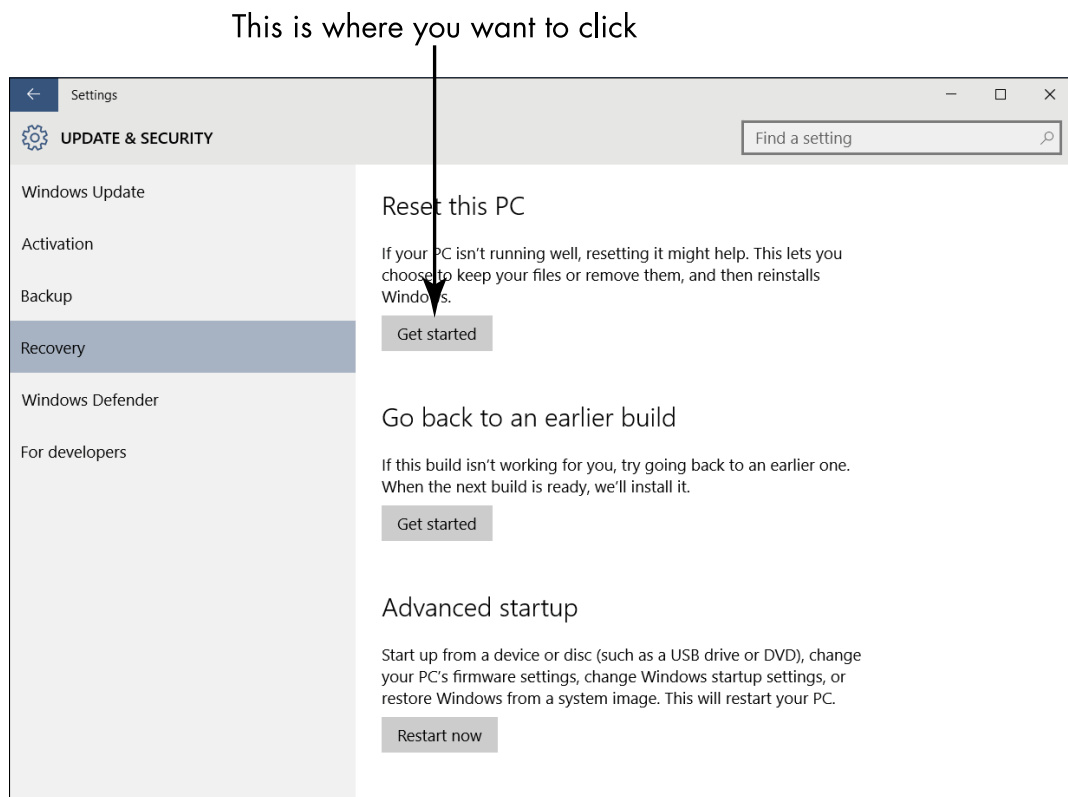 This is where you want to click
Settings
UPDATE & SECURITY
Find a setting
Windows Update
Activation
Backup
Recovery
Windows Defender
For developers
Reset this PC
If your PC isn't running well, resetting it might help. This lets you
choose to keep your files or remove them, and then reinstalls
Windows.
Get started
Go back to an earlier build
If this build isn't working for you, try going back to an earlier one.
When the next build is ready, we'll install it.
Get started
Advanced startup
Start up from a device or disc (such as a USB drive or DVD), change
your PC's firmware settings, change Windows startup settings, or
restore Windows from a system image. This will restart your PC.
Restart now